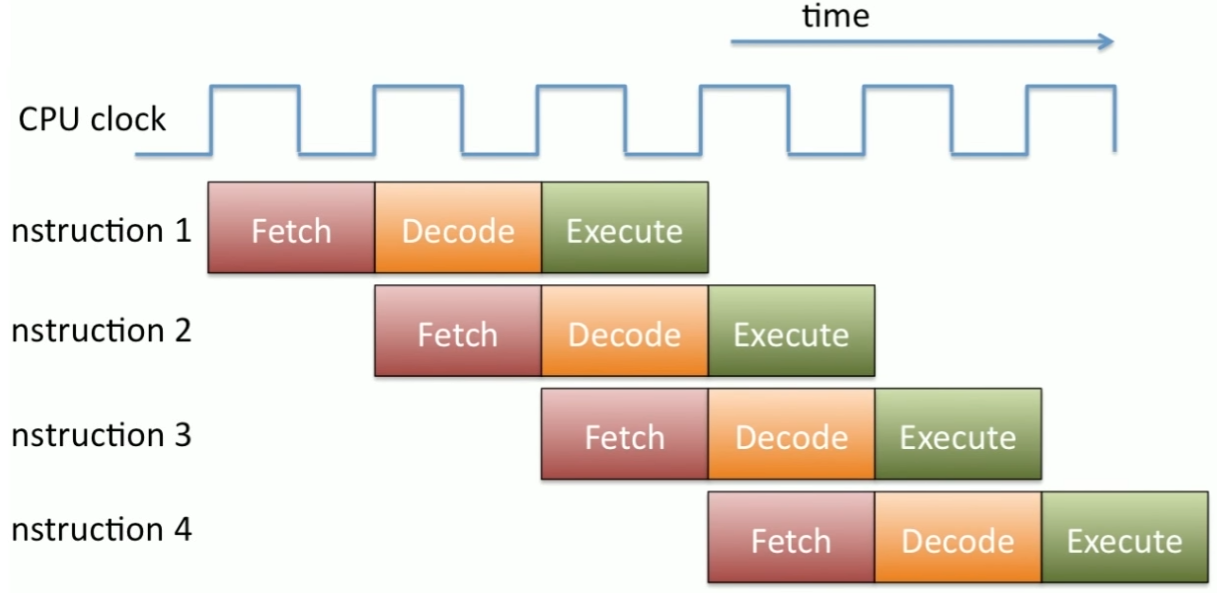 time
CPU clock
nstruction 1 Fetch Decode Execute
nstruction 2 Fetch Decode Execute
nstruction 3 Fetch Decode Execute
nstruction 4 Fetch Decode Execute